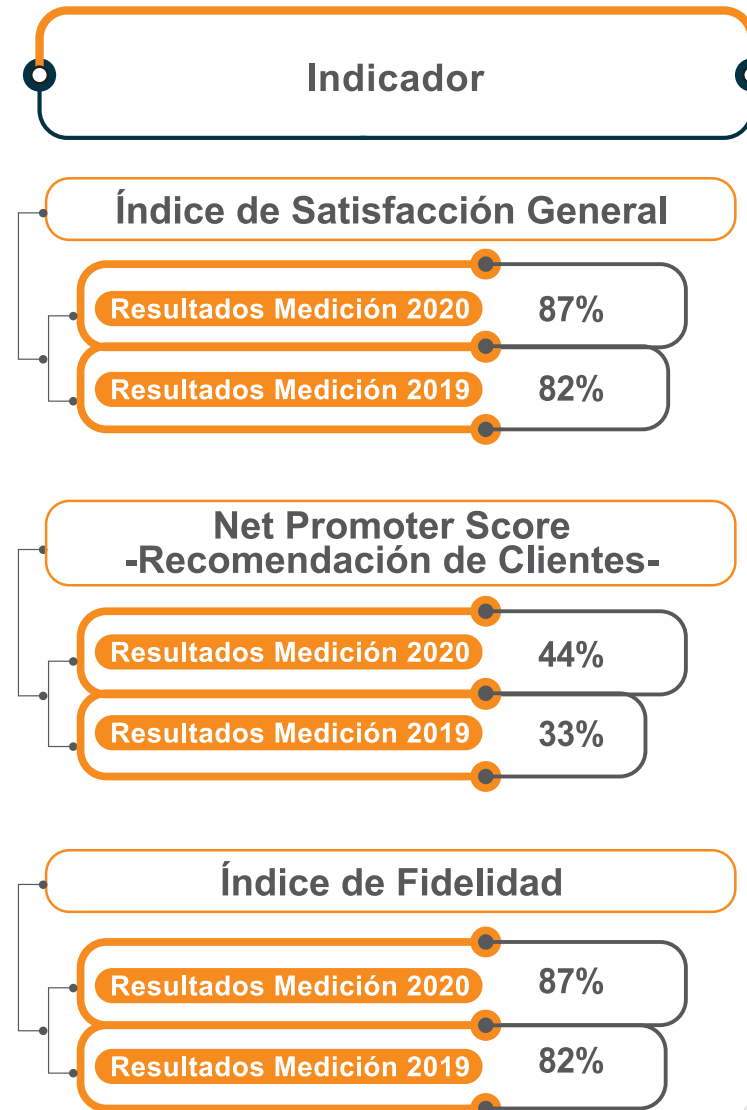 Indicador
Índice de Satisfacción General
Resultados Medición 2020 87%
Resultados Medición 2019 82%
Net Promoter Score
-Recomendación de Clientes-
Resultados Medición 2020 44%
Resultados Medición 2019 33%
Índice de Fidelidad
Resultados Medición 2020 87%
Resultados Medición 2019 82%